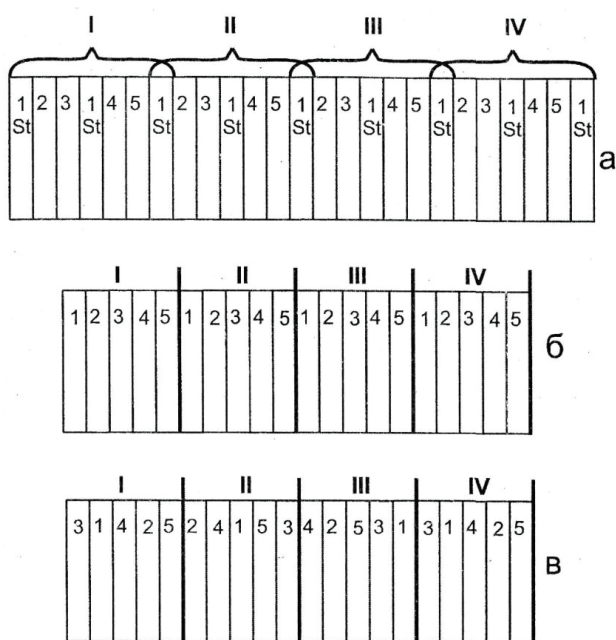 I II III IV
1 2 3 1 4 5 1 2 3 1 4 5 1 2 3 1 4 5 1 2 3 1 4 5 1
St St St St St St St St St
а
I II III IV
1 2 3 4 5 1 2 3 4 5 1 2 3 4 5 1 2 3 4 5
б
I II III IV
3 1 4 2 5 2 4 1 5 3 4 2 5 3 1 3 1 4 2 5
в